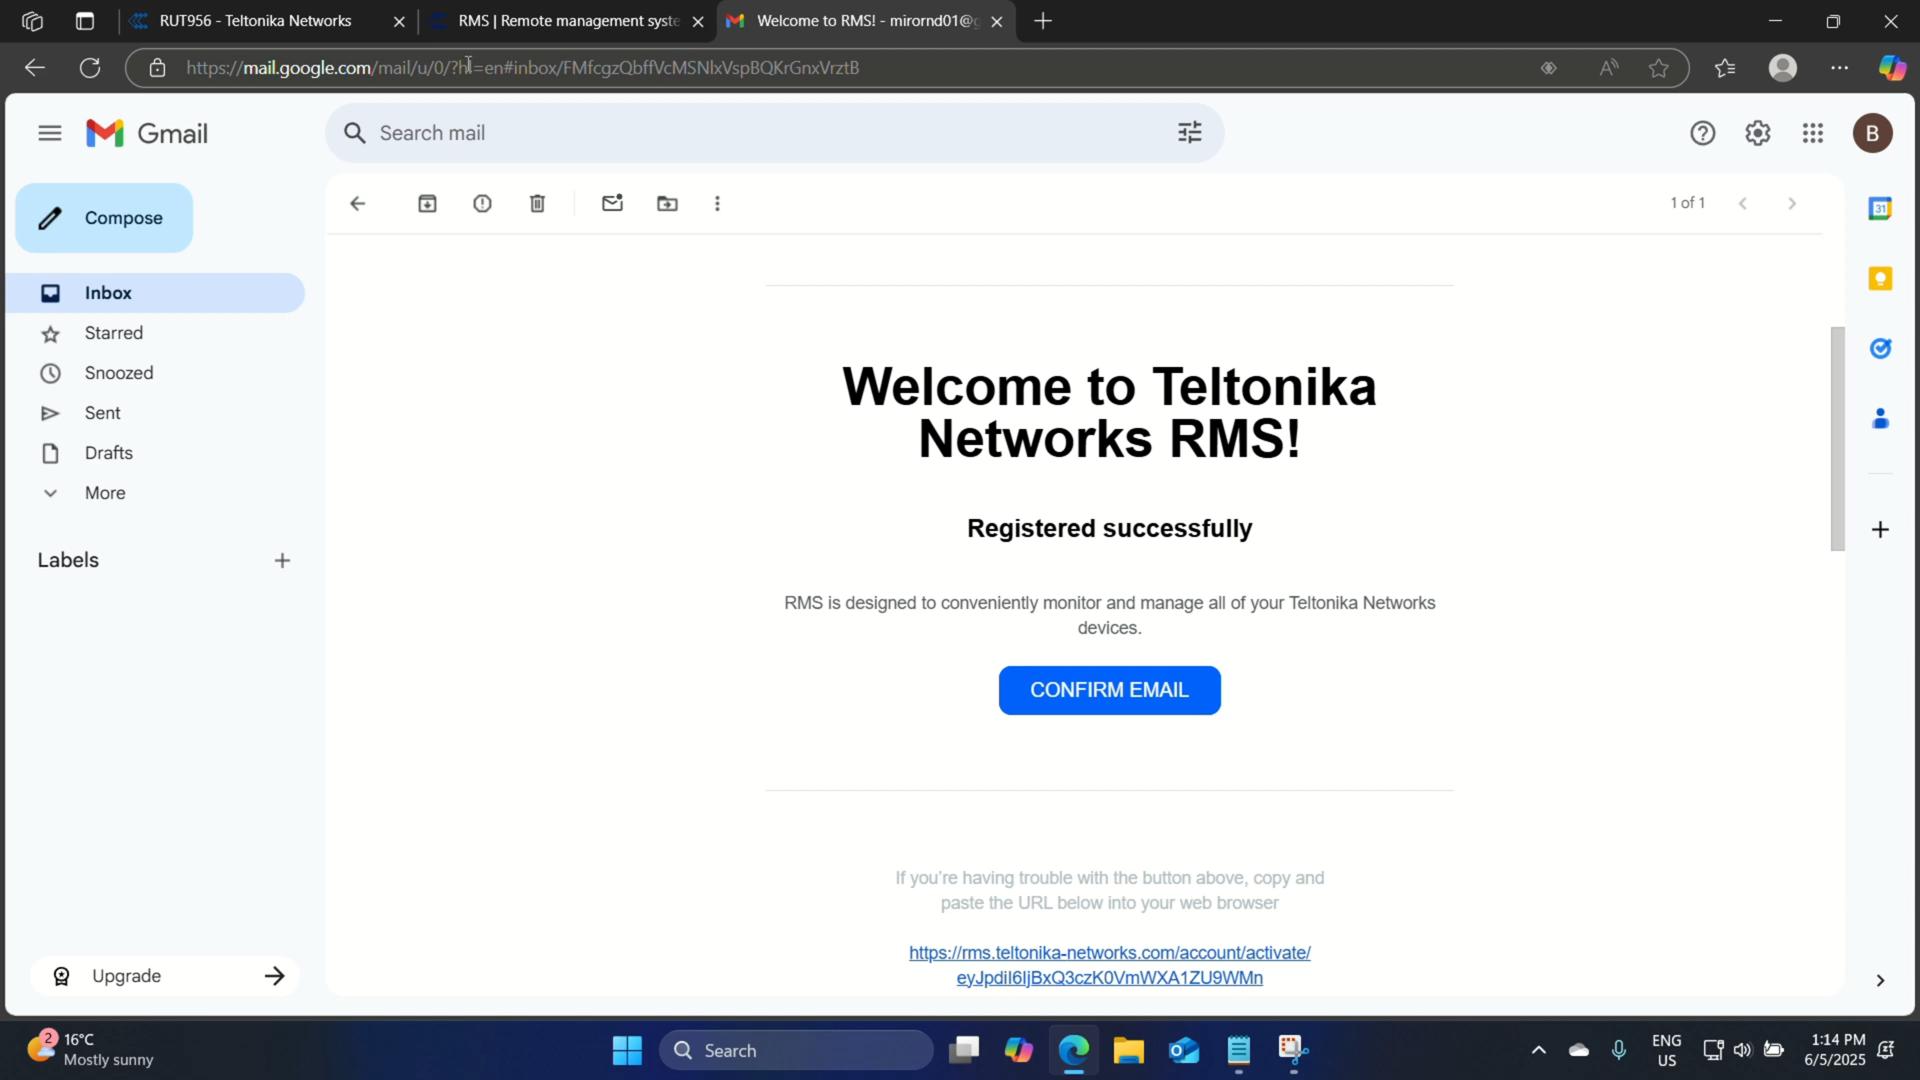 RUT956 - Teltonika Networks
RMS | Remote management syste
Welcome to RMS! - mirornd01@g
https://mail.google.com/mail/u/0/?hl=en#inbox/FMfcgzQbffVcMSNlxVspBQKrGnxVrztB
Gmail
Search mail
B
Compose
1 of 1
31
Inbox
Starred
Snoozed
Sent
Drafts
More
Labels
Welcome to Teltonika
Networks RMS!
Registered successfully
RMS is designed to conveniently monitor and manage all of your Teltonika Networks
devices.
CONFIRM EMAIL
If you're having trouble with the button above, copy and
paste the URL below into your web browser
https://rms.teltonika-networks.com/account/activate/
eyJpdiI6IjBxQ3czK0VmWXA1ZU9WMn
Upgrade
2
16°C
Mostly sunny
Search
ENG
US
1:14 PM
6/5/2025